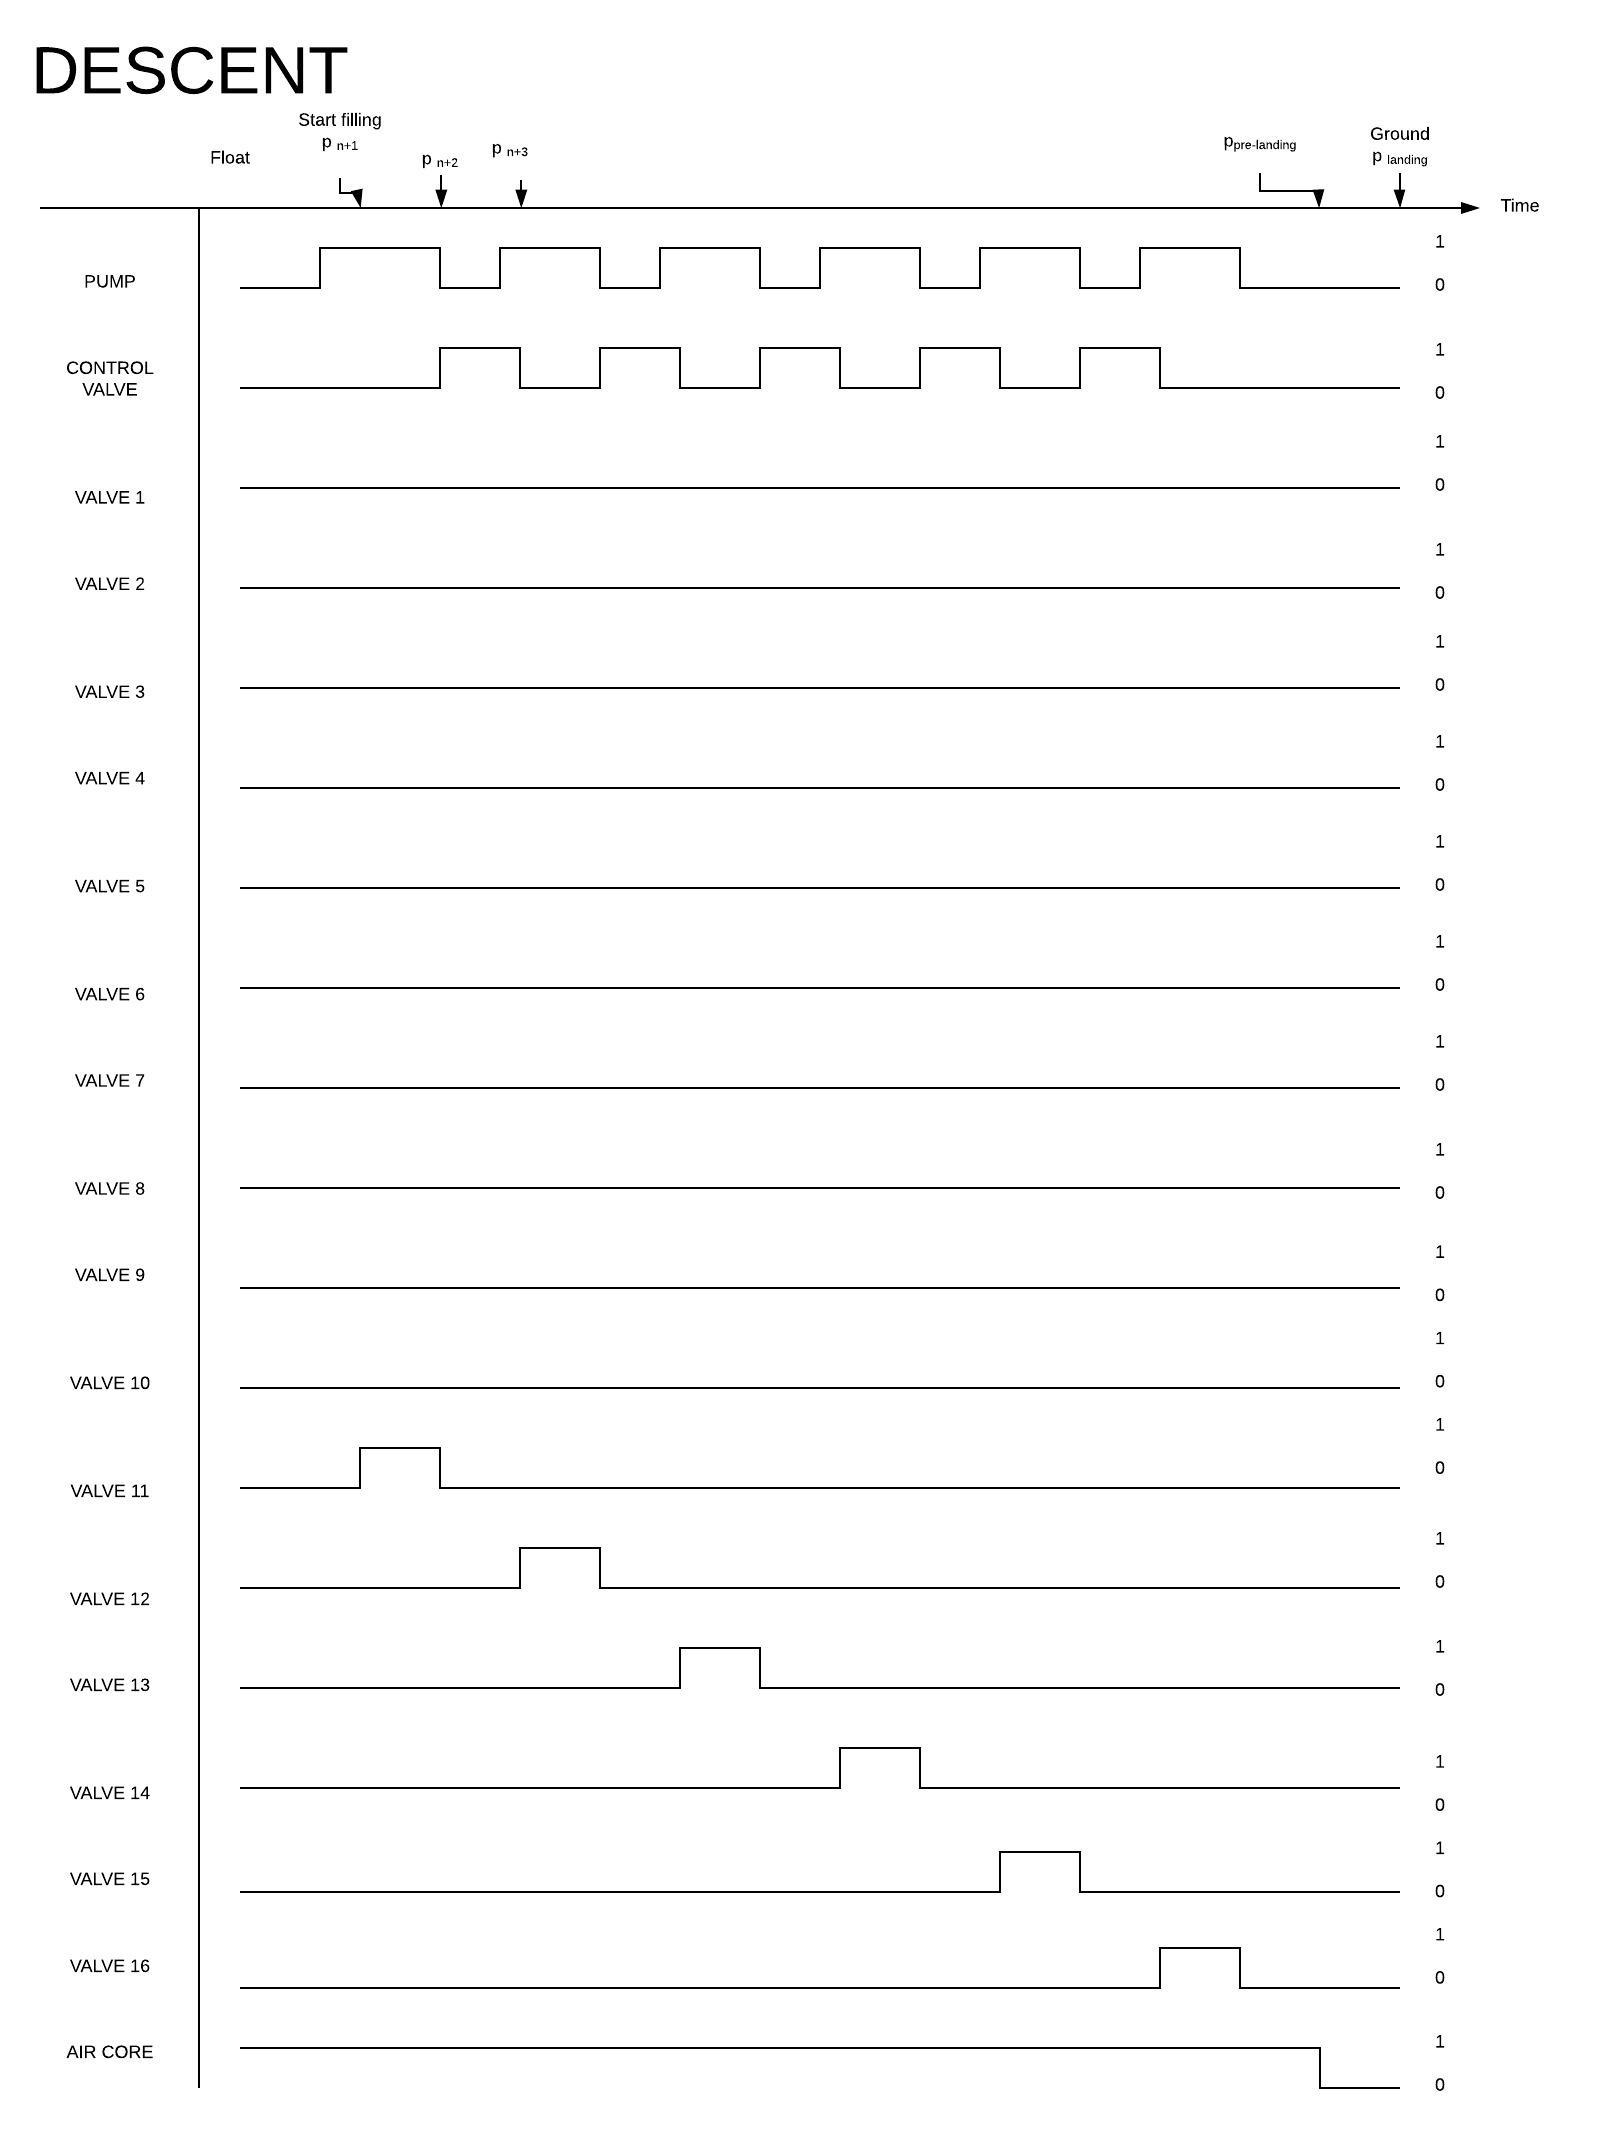 DESCENT
Start filling
p n+1
Float
p n+2
p n+3
ppre-landing
Ground
p landing
Time
1
PUMP
0
1
CONTROL
VALVE
0
1
VALVE 1
0
1
VALVE 2
0
1
VALVE 3
0
1
VALVE 4
0
1
VALVE 5
0
1
VALVE 6
0
1
VALVE 7
0
1
VALVE 8
0
1
VALVE 9
0
1
VALVE 10
0
1
VALVE 11
0
1
VALVE 12
0
1
VALVE 13
0
1
VALVE 14
0
1
VALVE 15
0
1
VALVE 16
0
1
AIR CORE
0